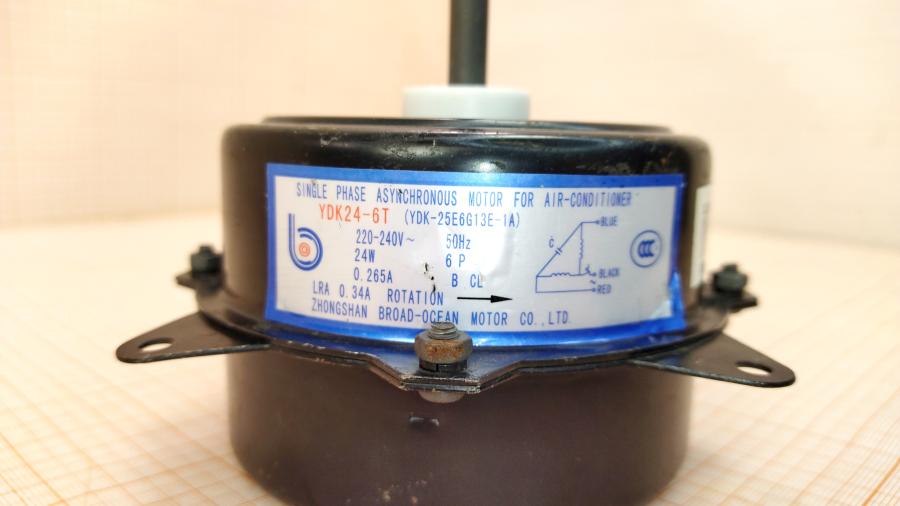 SINGLE PHASE ASYNCHRONOUS MOTOR FOR AIR-CONDITIONER
YDK24-6T (YDK-25E6G13E-1A)
220-240V~ 50Hz
24W 6 P
0.265A B CL
LRA 0.34A ROTATION →
ZHONGSHAN BROAD-OCEAN MOTOR CO.,LTD.
BLUE
C
BLACK
~
RED
CCC